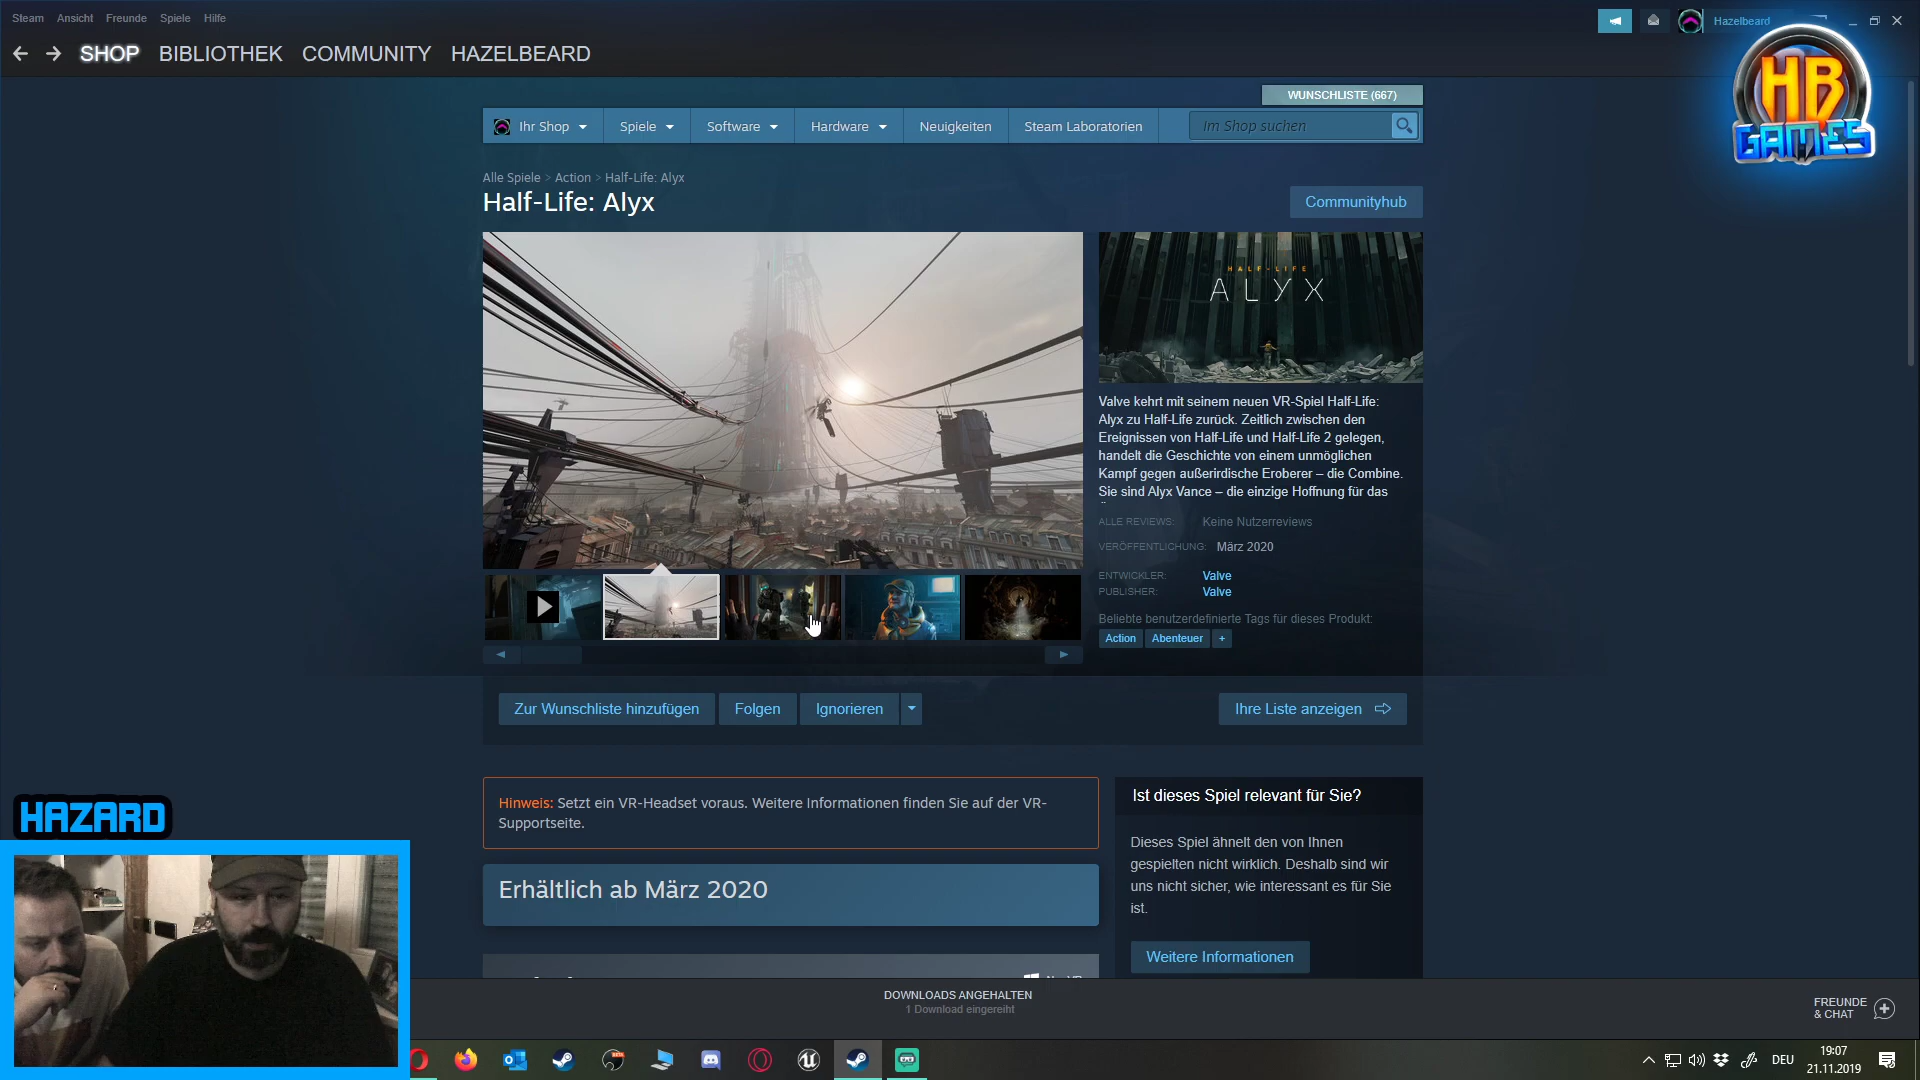 Steam Ansicht Freunde Spiele Hilfe
Hazelbeard
SHOP BIBLIOTHEK COMMUNITY HAZELBEARD
HB
GAMES
WUNSCHLISTE (667)
Ihr Shop Spiele Software Hardware Neuigkeiten Steam Laboratorien Im Shop suchen
Alle Spiele > Action > Half-Life: Alyx
Half-Life: Alyx
Communityhub
HALF-LIFE
ALYX
Valve kehrt mit seinem neuen VR-Spiel Half-Life:
Alyx zu Half-Life zurück. Zeitlich zwischen den
Ereignissen von Half-Life und Half-Life 2 gelegen,
handelt die Geschichte von einem unmöglichen
Kampf gegen außerirdische Eroberer – die Combine.
Sie sind Alyx Vance – die einzige Hoffnung für das
ALLE REVIEWS: Keine Nutzerreviews
VERÖFFENTLICHUNG: März 2020
ENTWICKLER: Valve
PUBLISHER: Valve
Beliebte benutzerdefinierte Tags für dieses Produkt:
Action Abenteuer +
Zur Wunschliste hinzufügen Folgen Ignorieren Ihre Liste anzeigen
Hinweis: Setzt ein VR-Headset voraus. Weitere Informationen finden Sie auf der VR-
Supportseite.
Erhältlich ab März 2020
Ist dieses Spiel relevant für Sie?
Dieses Spiel ähnelt den von Ihnen
gespielten nicht wirklich. Deshalb sind wir
uns nicht sicher, wie interessant es für Sie
ist.
Weitere Informationen
HAZARD
DOWNLOADS ANGEHALTEN
1 Download eingereiht
FREUNDE
& CHAT
DEU
19:07
21.11.2019